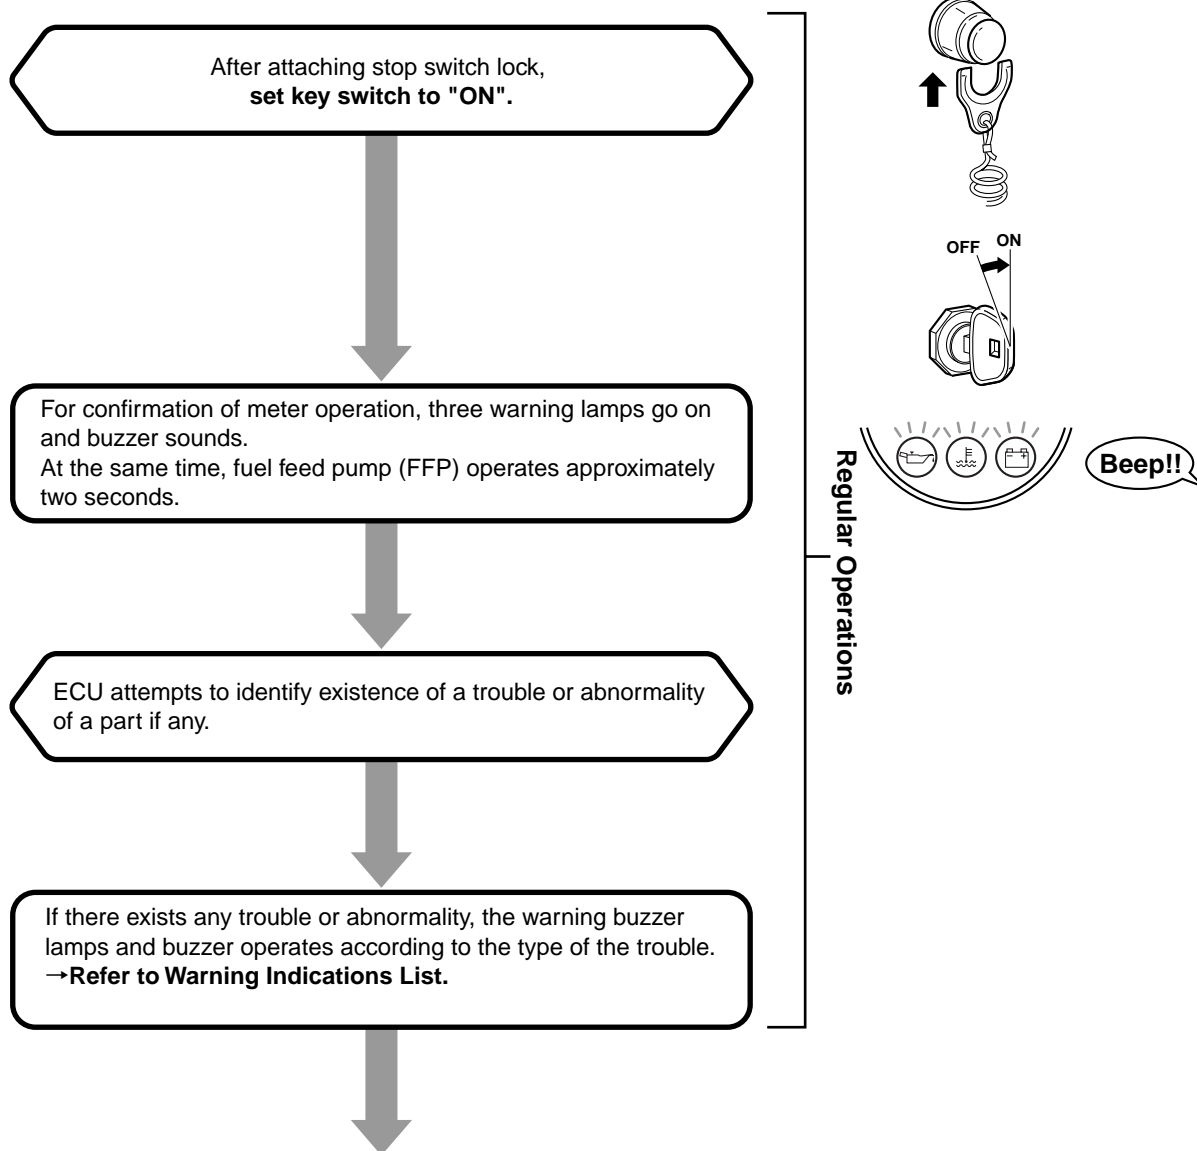 After attaching stop switch lock,
set key switch to "ON".
For confirmation of meter operation, three warning lamps go on
and buzzer sounds.
At the same time, fuel feed pump (FFP) operates approximately
two seconds.
ECU attempts to identify existence of a trouble or abnormality
of a part if any.
If there exists any trouble or abnormality, the warning buzzer
lamps and buzzer operates according to the type of the trouble.
→Refer to Warning Indications List.
Regular Operations
OFF ON
Beep!!